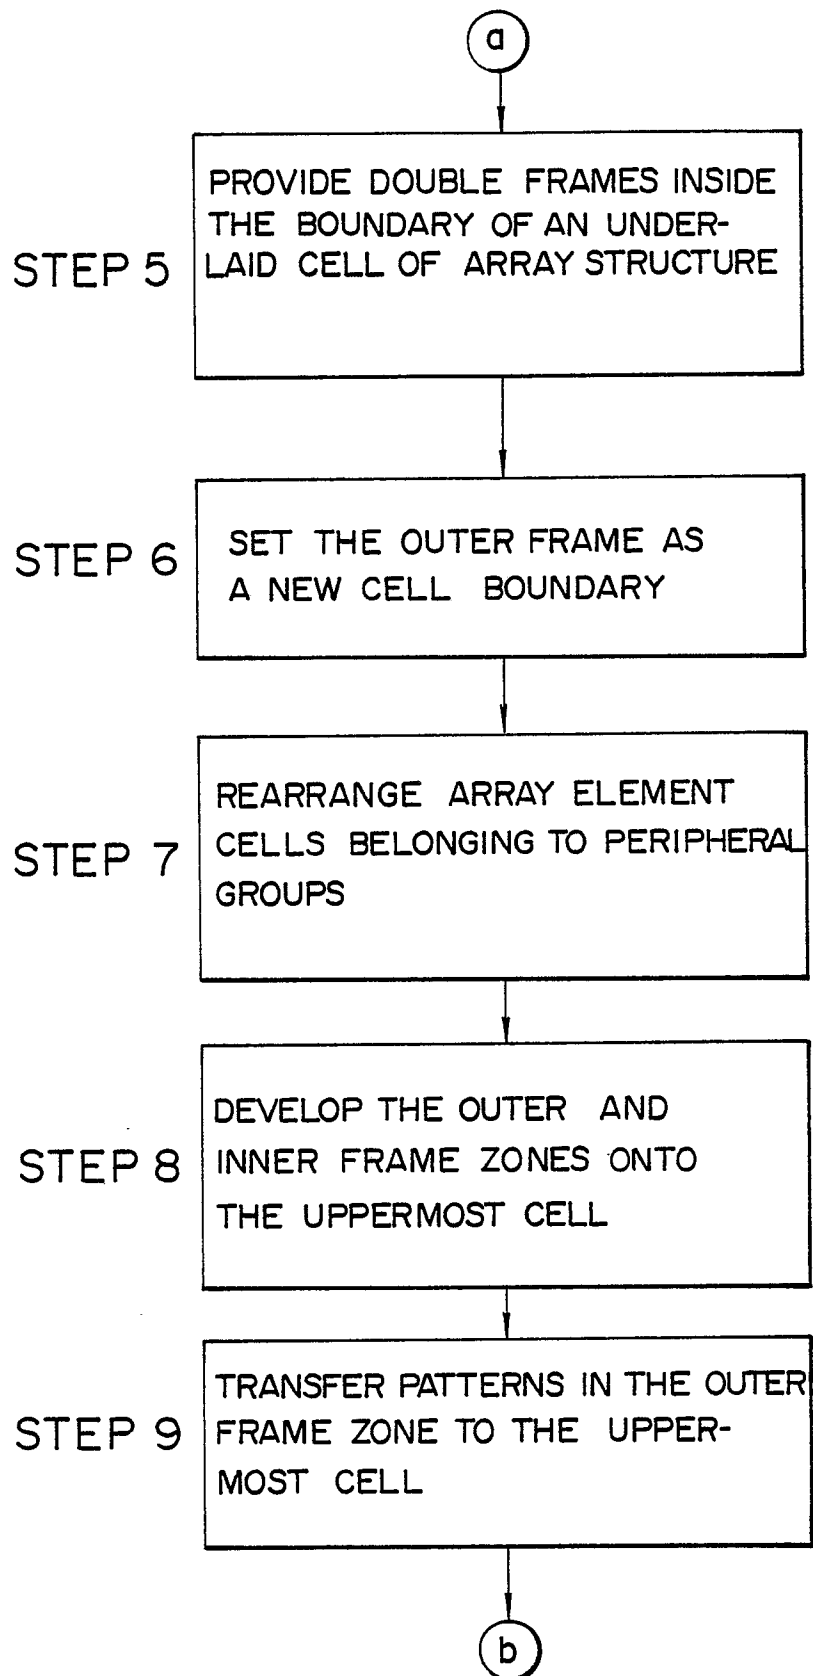 a
PROVIDE DOUBLE FRAMES INSIDE
THE BOUNDARY OF AN UNDER-
STEP 5
LAID CELL OF ARRAY STRUCTURE
STEP 6
SET THE OUTER FRAME AS
A NEW CELL BOUNDARY
REARRANGE ARRAY ELEMENT
STEP 7
CELLS BELONGING TO PERIPHERAL
GROUPS
DEVELOP THE OUTER AND
STEP 8
INNER FRAME ZONES ONTO
THE UPPERMOST CELL
TRANSFER PATTERNS IN THE OUTER
STEP 9
FRAME ZONE TO THE UPPER-
MOST CELL
b